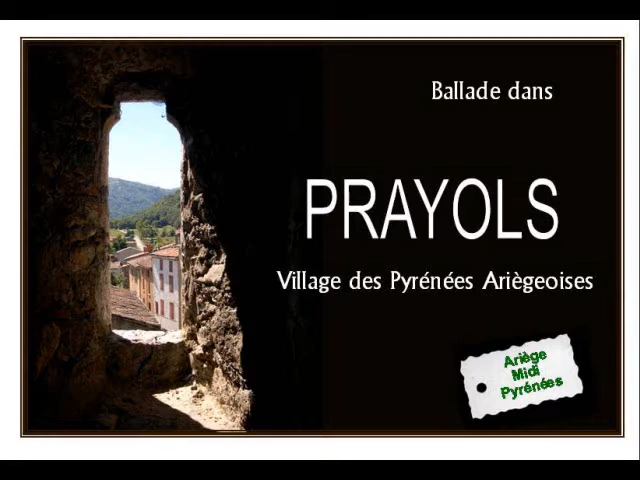 Ballade dans
PRAYOLS
Village des Pyrénées Ariègeoises
Ariège
Midi
Pyrénées